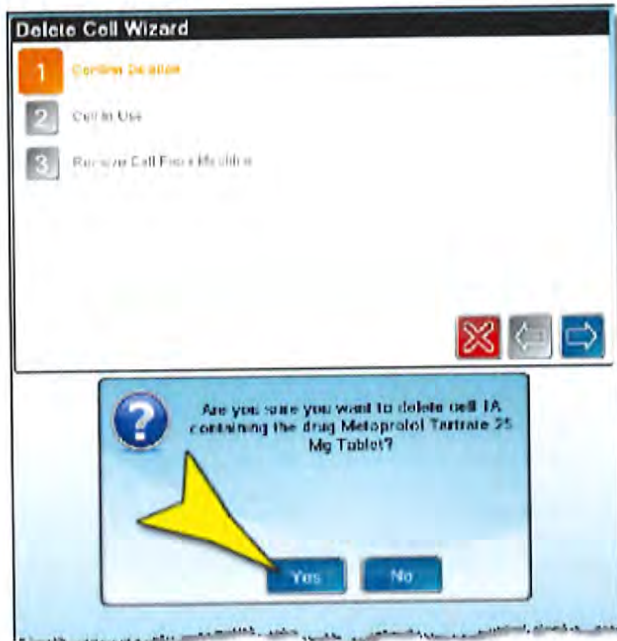 Delete Cell Wizard
1 Confirm Deletion
2 Cell In Use
3 Remove Cell From Machine
?
Are you sure you want to delete cell 1A
containing the drug Metoprolol Tartrate 25
Mg Tablet?
Yes No